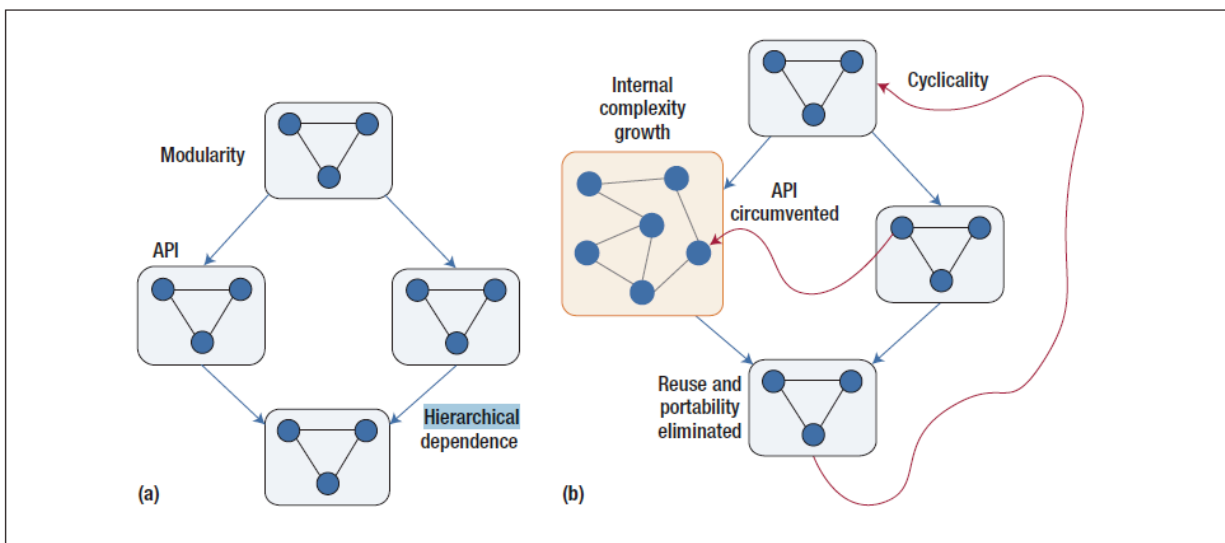 Modularity
API
Hierarchical
dependence
(a)
Internal
complexity
growth
Cyclicality
API
circumvented
Reuse and
portability
eliminated
(b)